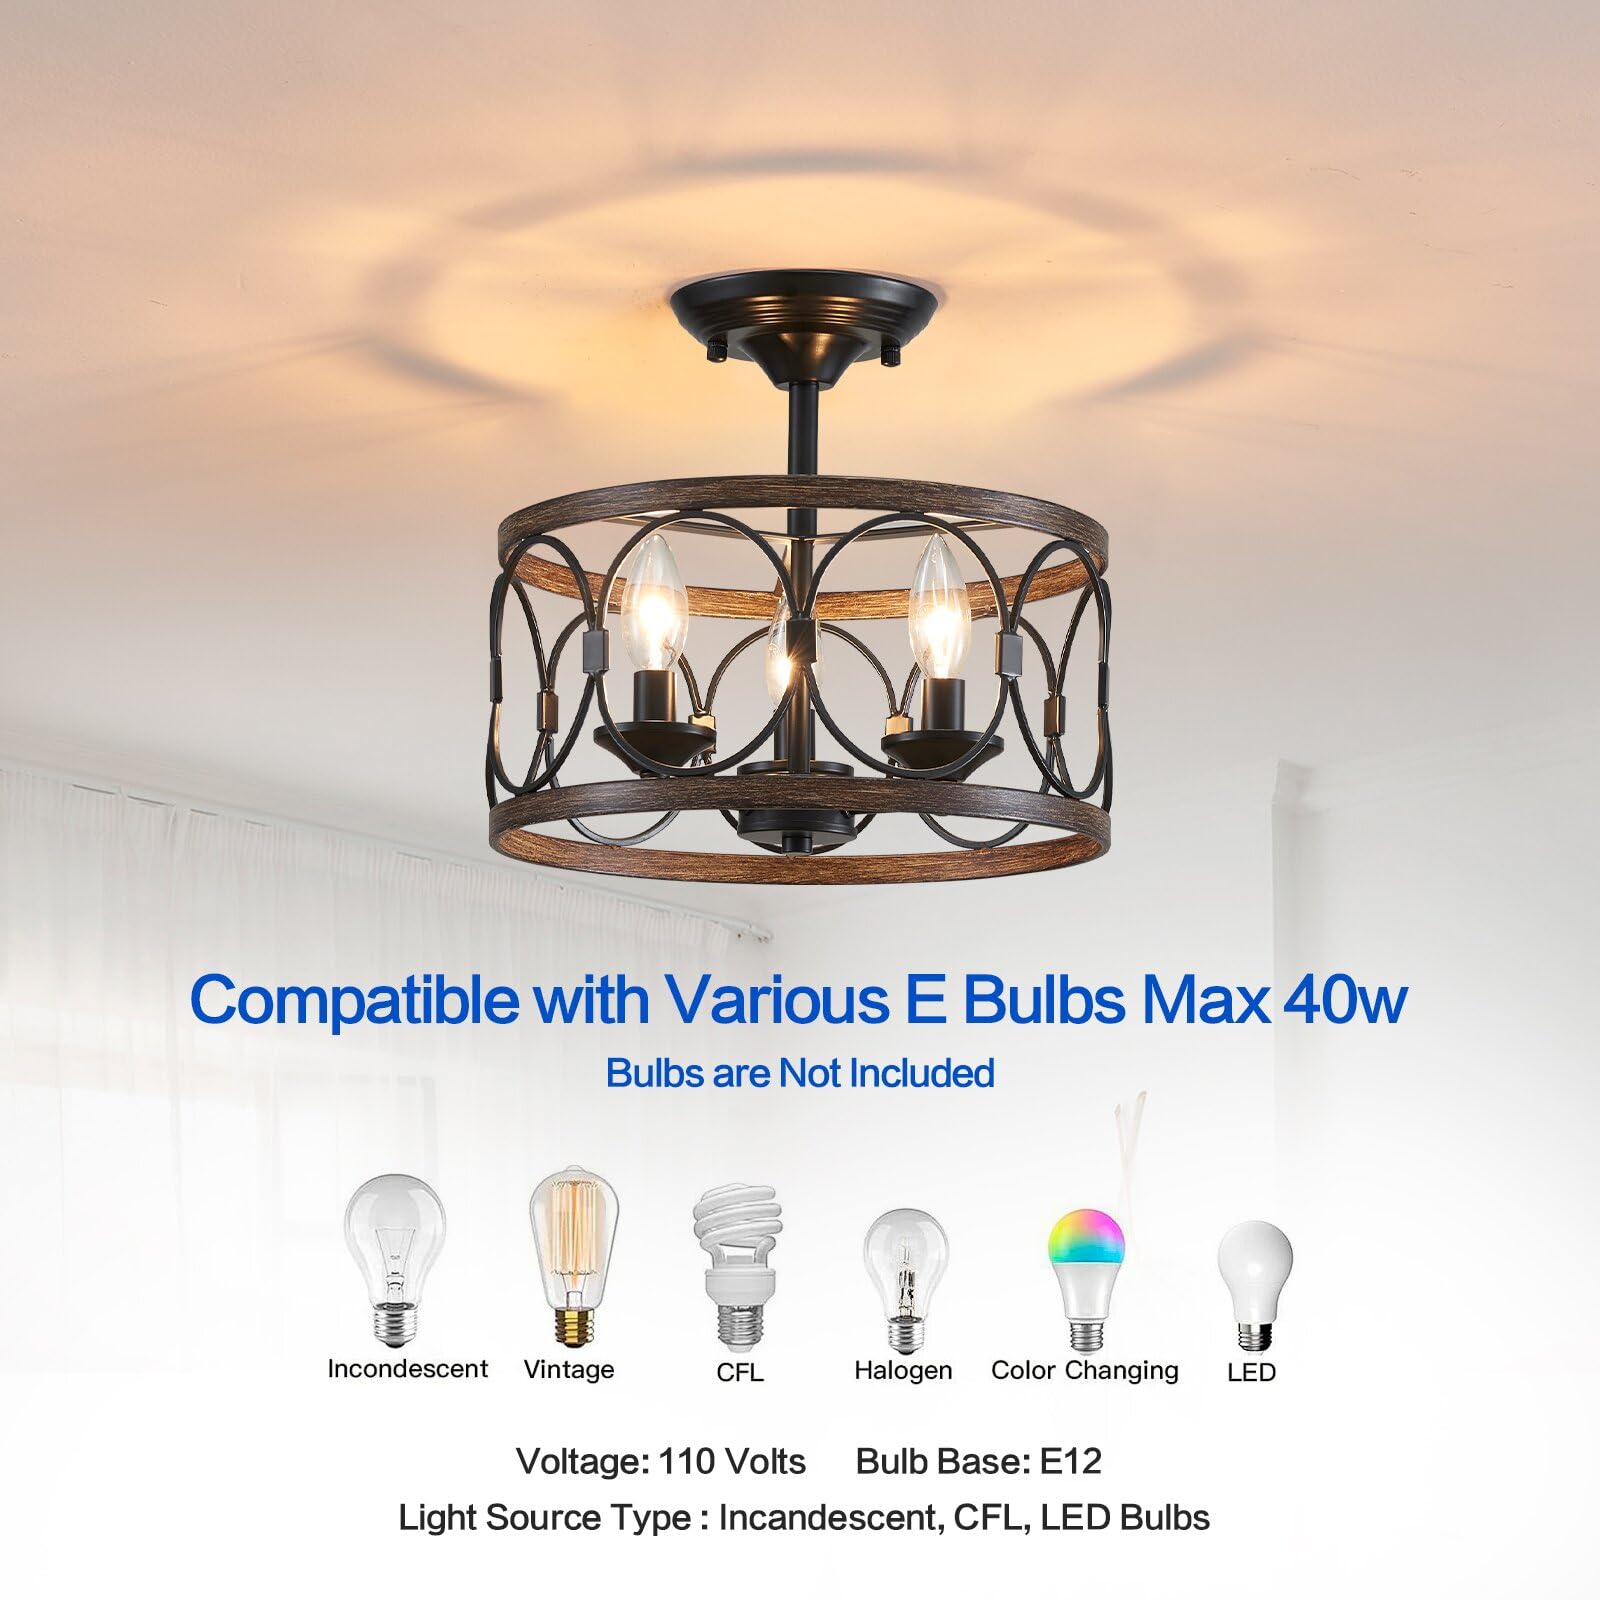 Compatible with Various E Bulbs Max 40w
Bulbs are Not Included
Incondescent Vintage CFL Halogen Color Changing LED
Voltage: 110 Volts Bulb Base: E12
Light Source Type : Incandescent, CFL, LED Bulbs